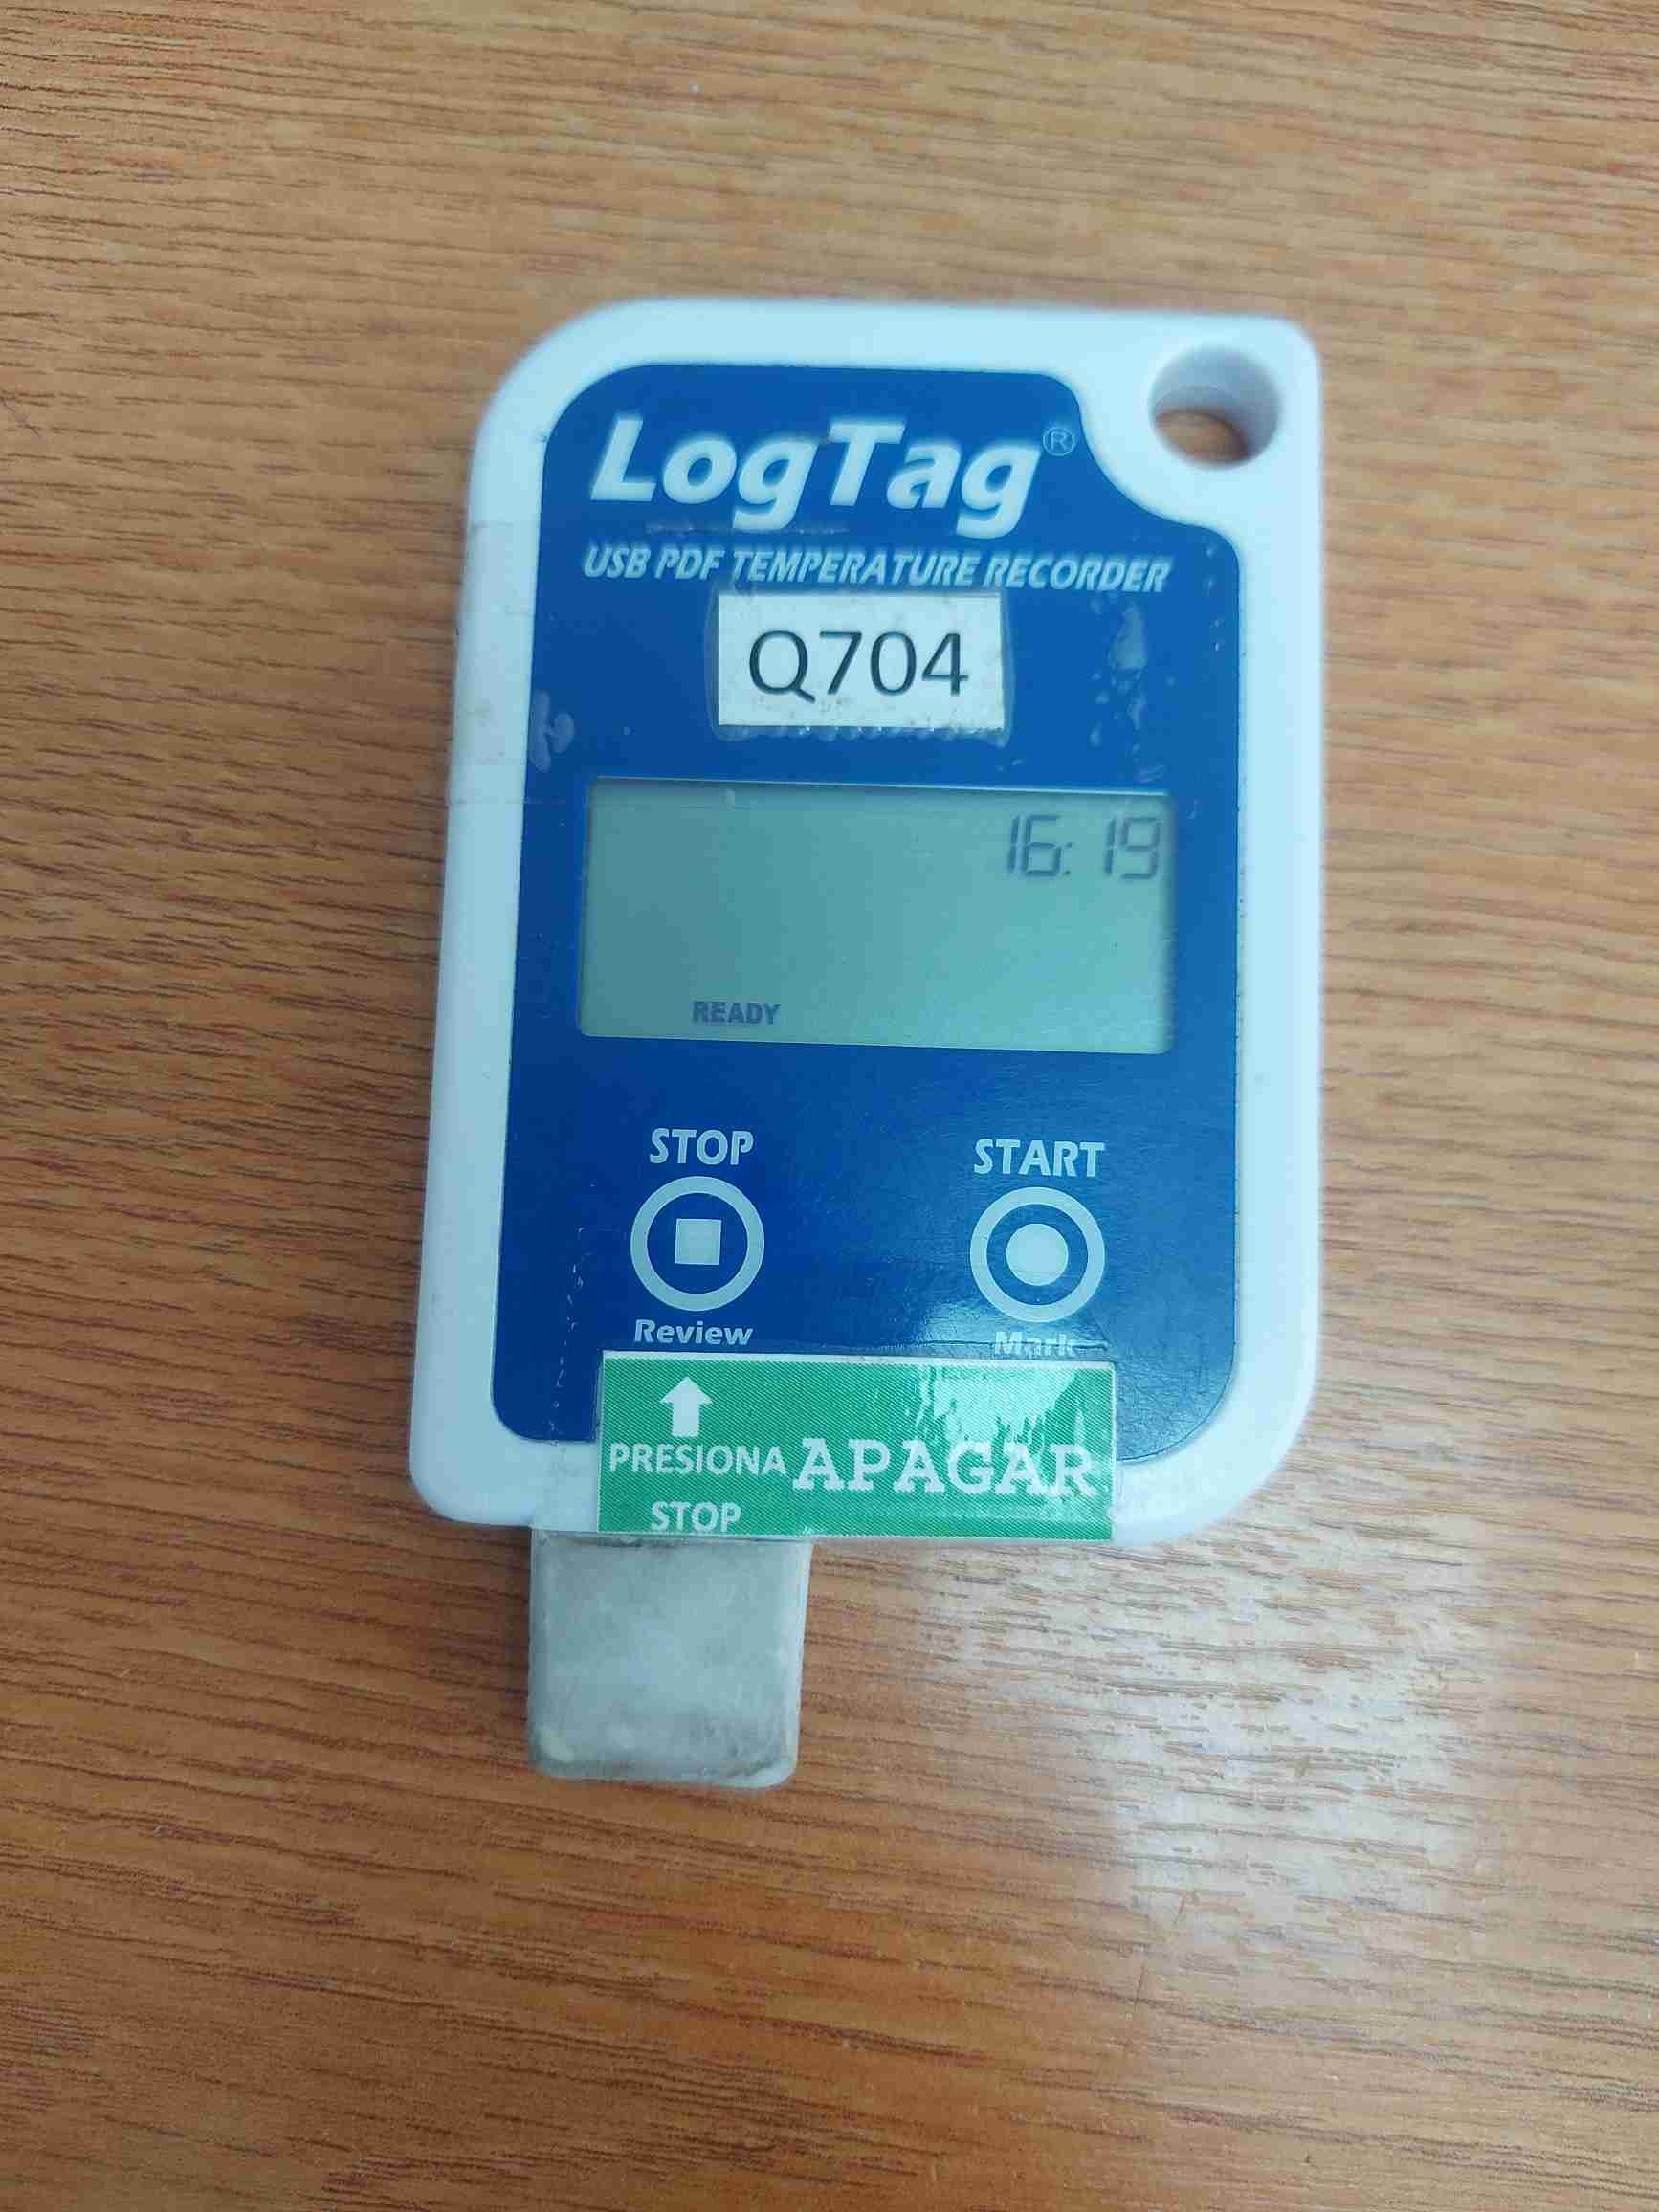 LogTag®
USB PDF TEMPERATURE RECORDER
Q704
16:19
READY
STOP
START
Review
Mark
PRESIONA APAGAR
STOP